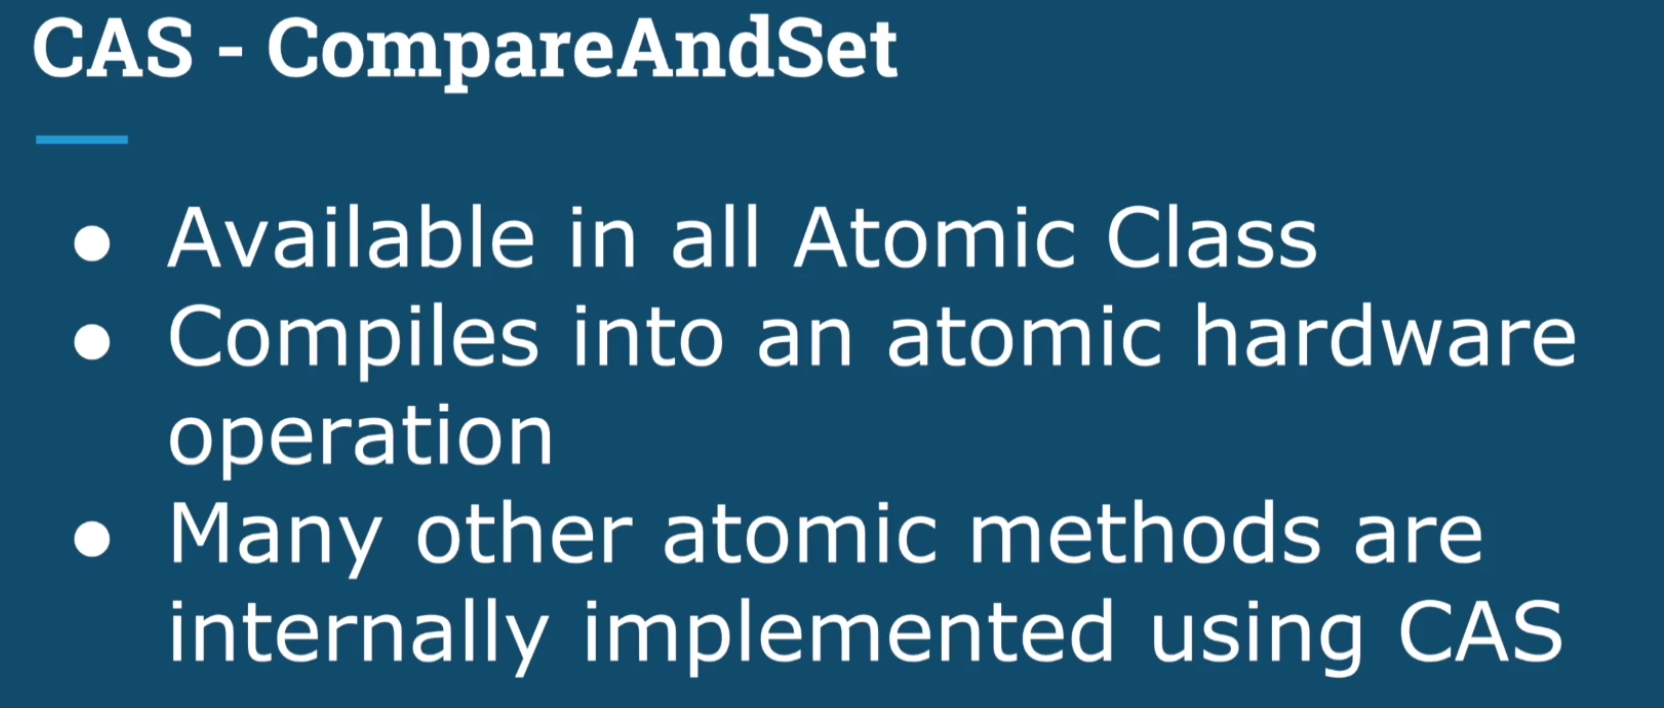 CAS - CompareAndSet
● Available in all Atomic Class
● Compiles into an atomic hardware
operation
● Many other atomic methods are
internally implemented using CAS